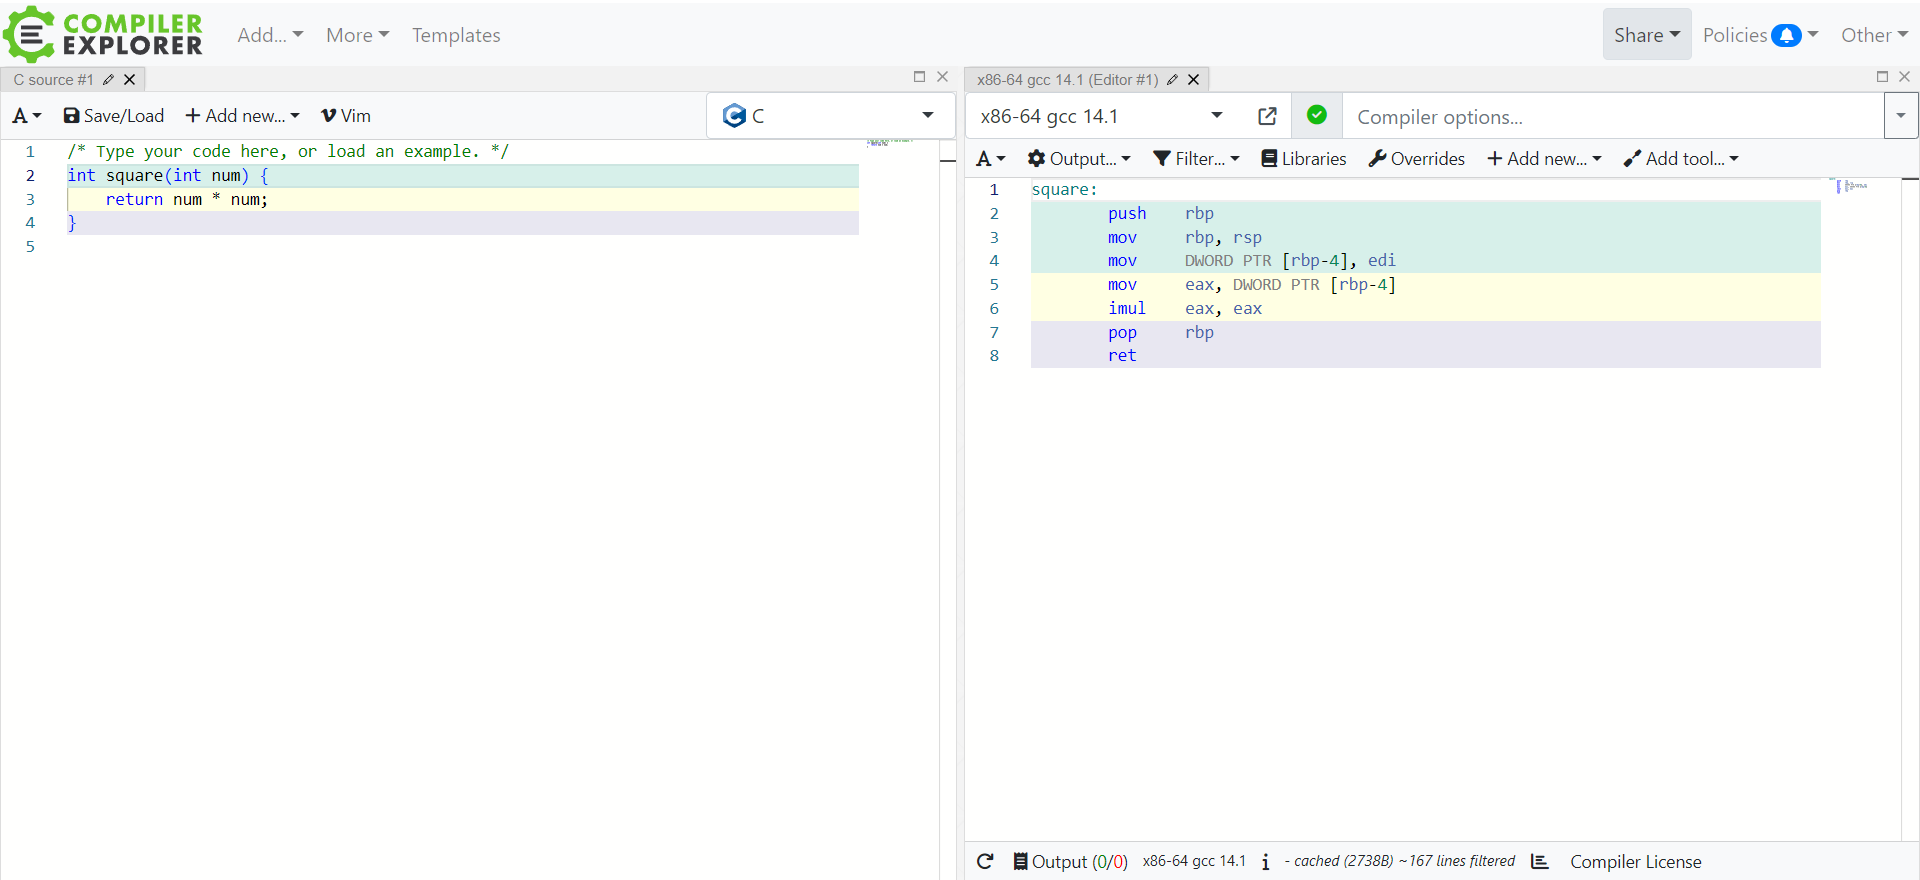 COMPILER
EXPLORER
Add... More Templates
Share Policies Other
C source #1
A Save/Load + Add new... Vim
C
1 /* Type your code here, or load an example. */
2 int square(int num) {
3     return num * num;
4 }
5
x86-64 gcc 14.1 (Editor #1)
x86-64 gcc 14.1
Compiler options...
A Output... Filter... Libraries Overrides + Add new... Add tool...
1 square:
2         push    rbp
3         mov     rbp, rsp
4         mov     DWORD PTR [rbp-4], edi
5         mov     eax, DWORD PTR [rbp-4]
6         imul    eax, eax
7         pop     rbp
8         ret
Output (0/0) x86-64 gcc 14.1 i - cached (2738B) ~167 lines filtered Compiler License